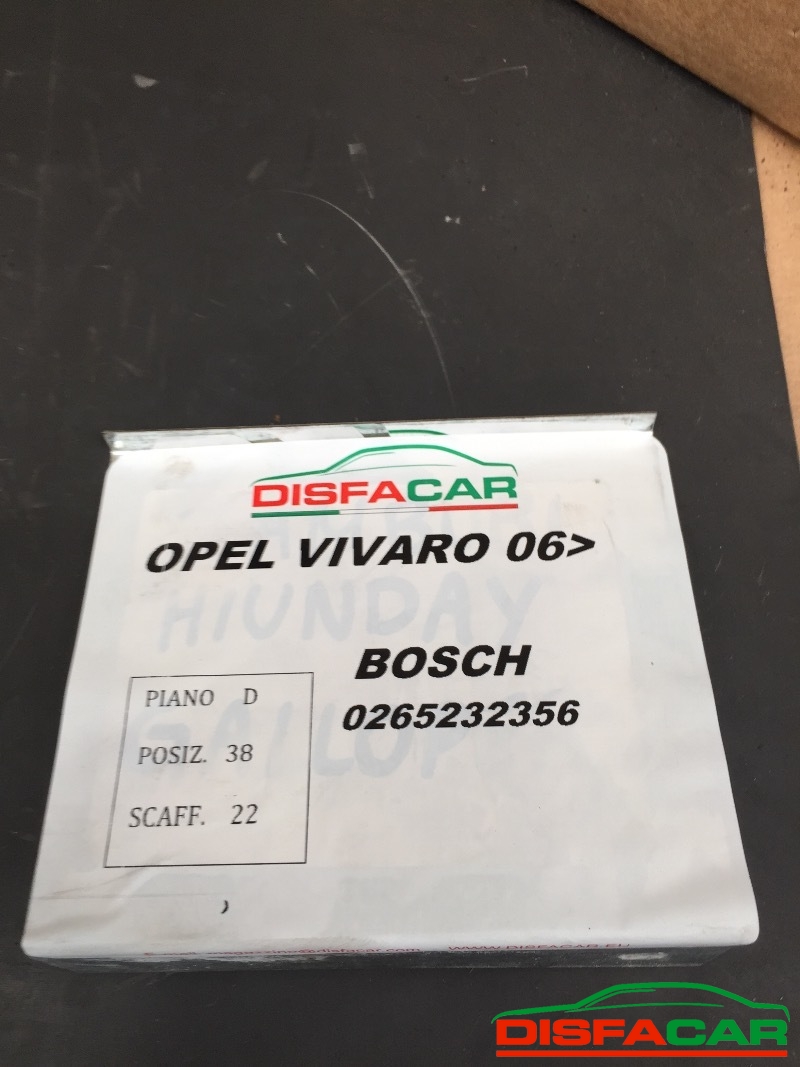 DISFACAR
OPEL VIVARO 06>
HIUNDAY
BOSCH
0265232356
PIANO D
POSIZ. 38
SCAFF. 22
WWW.DISFACAR.EU
DISFACAR